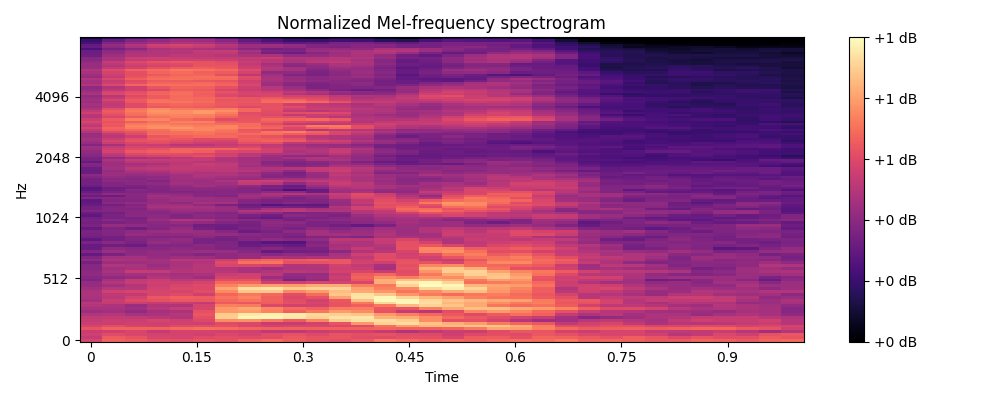 Normalized Mel-frequency spectrogram
Hz
4096
2048
1024
512
0
0 0.15 0.3 0.45 0.6 0.75 0.9
Time
+1 dB
+1 dB
+1 dB
+0 dB
+0 dB
+0 dB